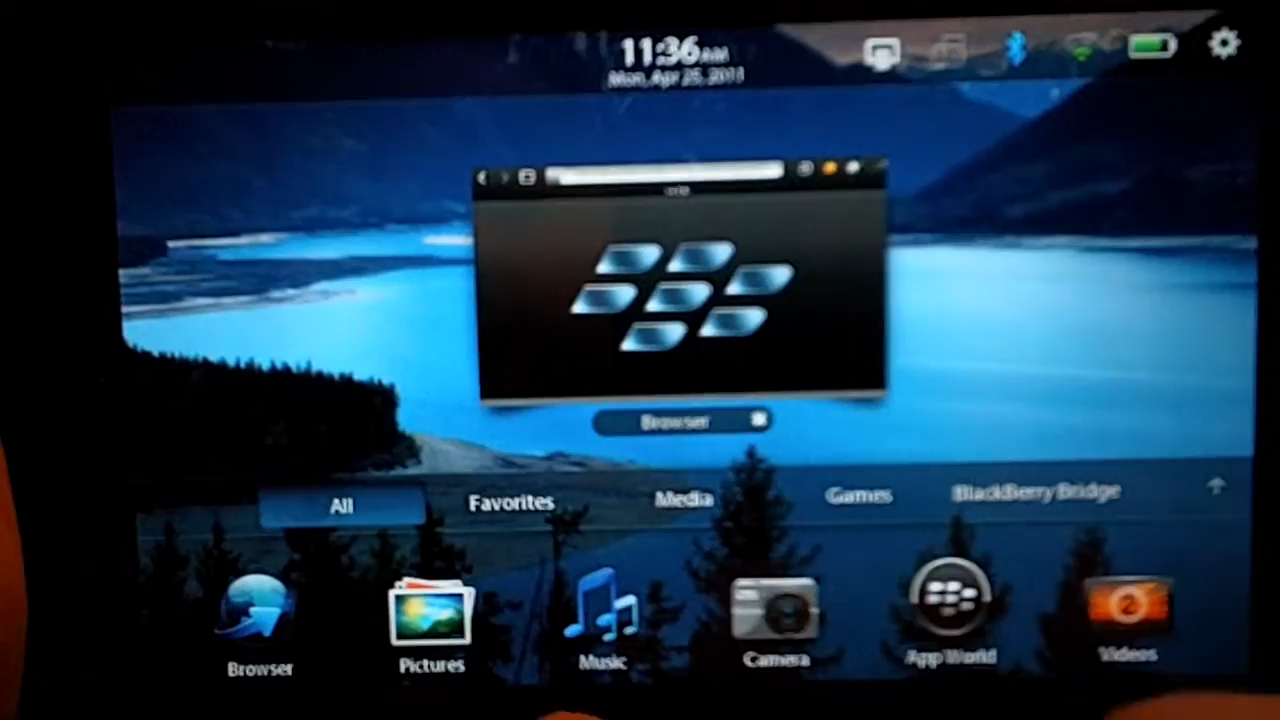 11:36 AM
Mon, Apr 25, 2011
Browser
All Favorites Media Games BlackBerry Bridge
Browser Pictures Music Camera App World Videos